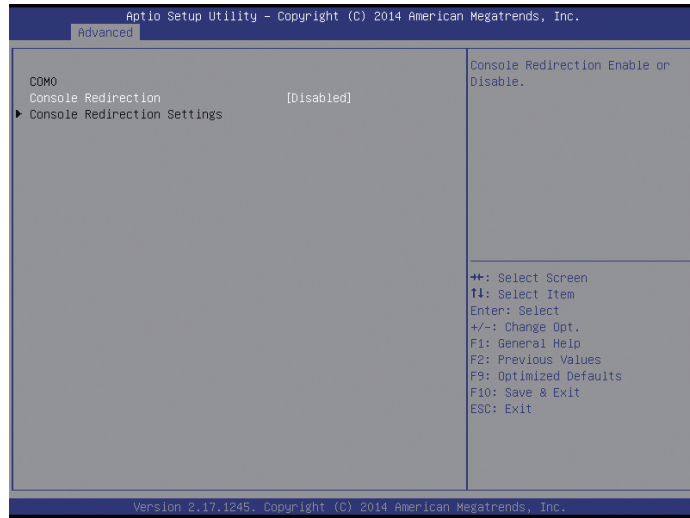 Aptio Setup Utility – Copyright (C) 2014 American Megatrends, Inc.
Advanced
COM0
Console Redirection [Disabled]
▶ Console Redirection Settings
Console Redirection Enable or
Disable.
→←: Select Screen
↑↓: Select Item
Enter: Select
+/-: Change Opt.
F1: General Help
F2: Previous Values
F9: Optimized Defaults
F10: Save & Exit
ESC: Exit
Version 2.17.1245. Copyright (C) 2014 American Megatrends, Inc.